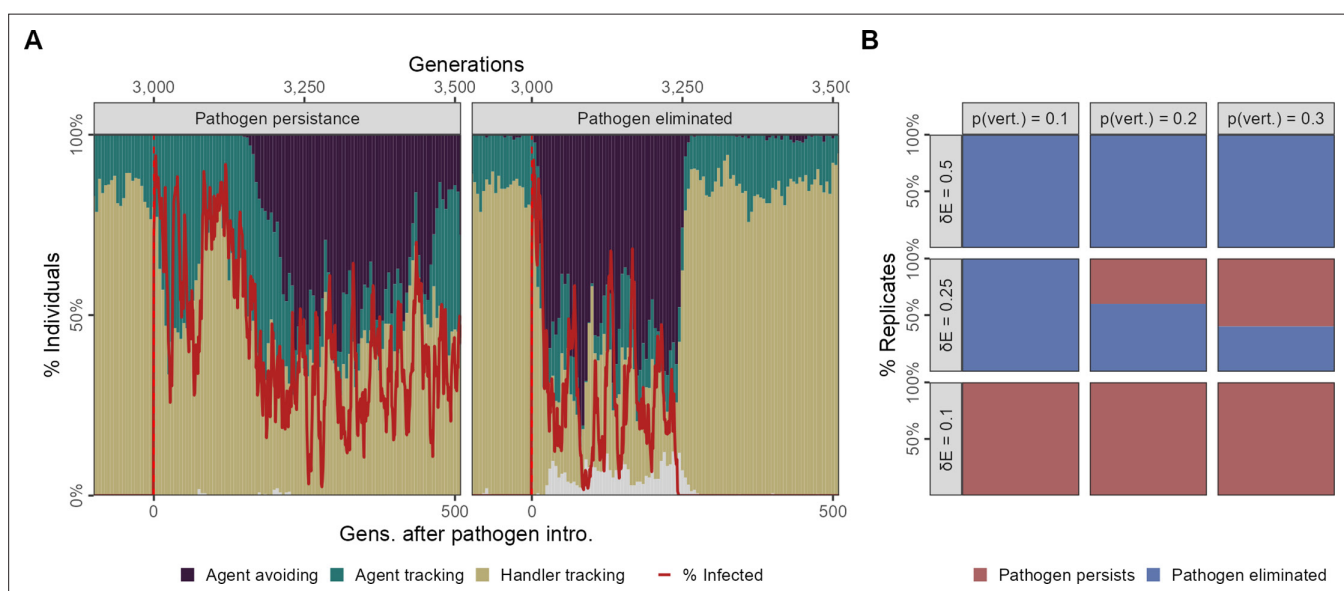 A
Generations
3,000
3,250
3,500
3,000
3,250
3,50
Pathogen persistance
Pathogen eliminated
100%
50%
0%
% Individuals
0
500
0
500
Gens. after pathogen intro.
Agent avoiding
Agent tracking
Handler tracking
% Infected
B
p(vert.) = 0.1
p(vert.) = 0.2
p(vert.) = 0.3
100%
50%
δE = 0.5
100%
50%
δE = 0.25
100%
50%
δE = 0.1
% Replicates
Pathogen persists
Pathogen eliminated